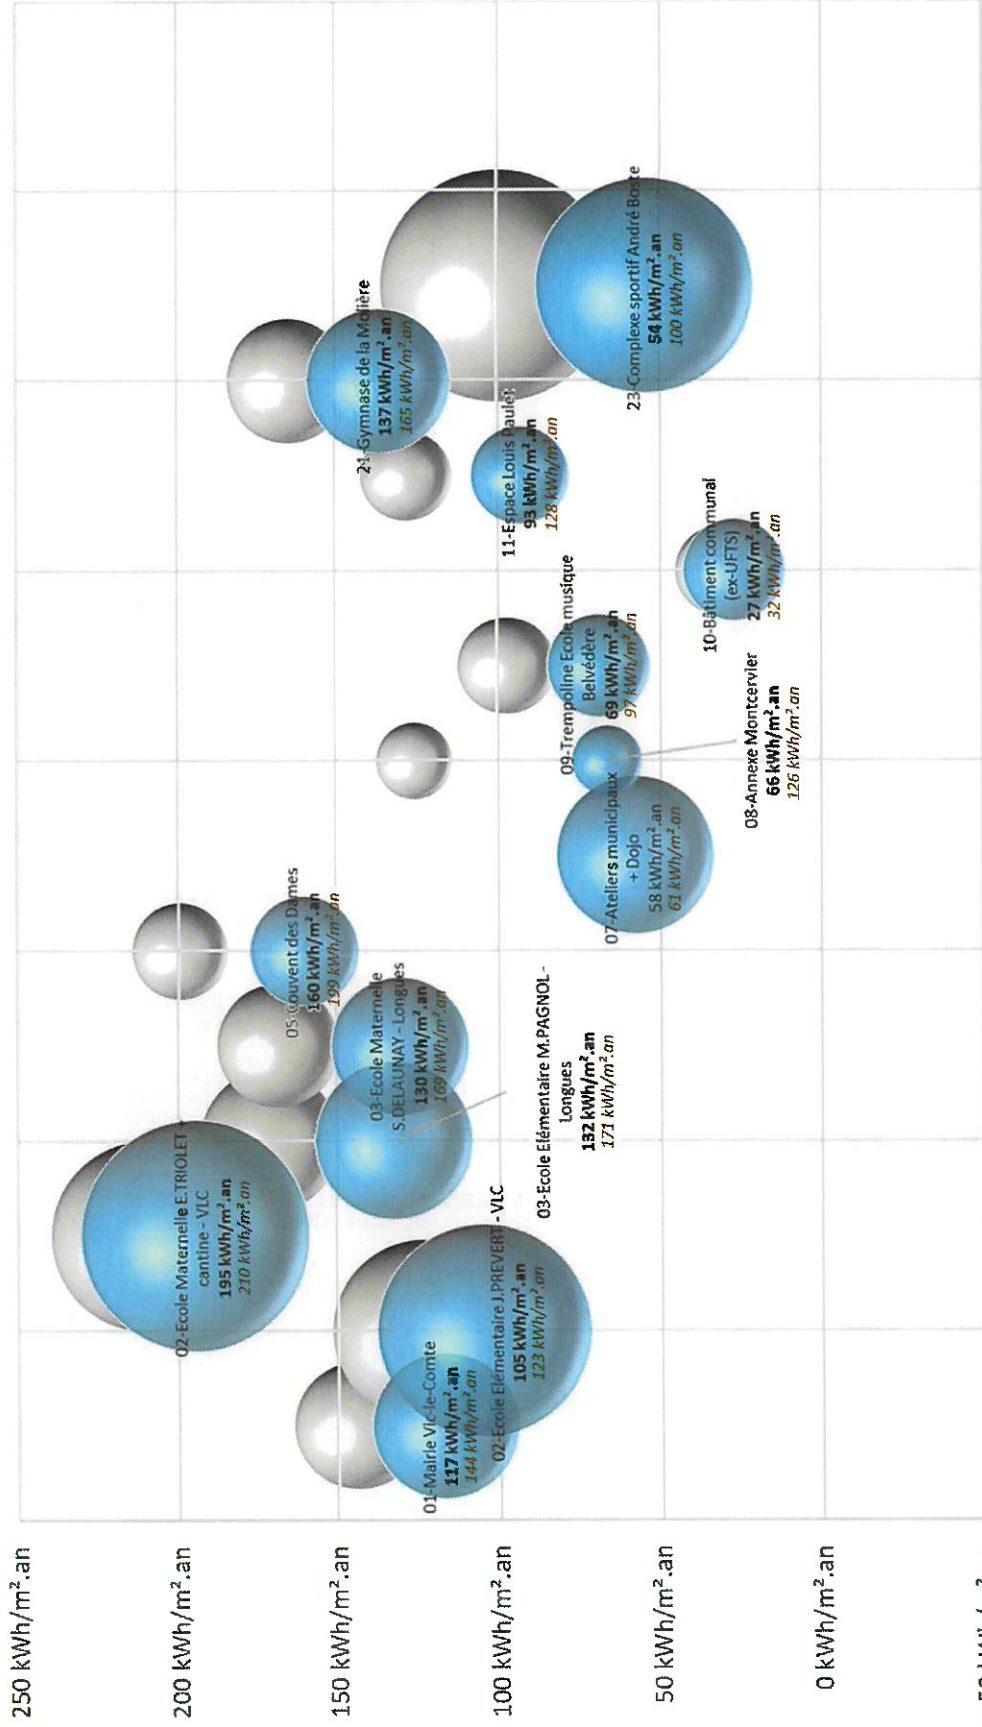 250 kWh/m².an
200 kWh/m².an
150 kWh/m².an
100 kWh/m².an
50 kWh/m².an
0 kWh/m².an
01-Mairie Vic-le-Comte
117 kWh/m².an
144 kWh/m².an
02-Ecole Elémentaire J.PREVERT - VLC
105 kWh/m².an
123 kWh/m².an
02-Ecole Maternelle E.TRIOLET +
cantine - VLC
195 kWh/m².an
210 kWh/m².an
03-Ecole Elémentaire M.PAGNOL -
Longues
132 kWh/m².an
171 kWh/m².an
03-Ecole Maternelle
S.DELAUNAY - Longues
130 kWh/m².an
169 kWh/m².an
05-Couvent des Dames
160 kWh/m².an
199 kWh/m².an
07-Ateliers municipaux
+ Dojo
58 kWh/m².an
61 kWh/m².an
08-Annexe Montcervier
66 kWh/m².an
126 kWh/m².an
09-Trempoline Ecole musique
Belvédère
69 kWh/m².an
97 kWh/m².an
10-Bâtiment communal
(ex-UFTS)
27 kWh/m².an
32 kWh/m².an
11-Espace Louis Paulet
93 kWh/m².an
128 kWh/m².an
21-Gymnase de la Molière
137 kWh/m².an
165 kWh/m².an
23-Complexe sportif André Boste
54 kWh/m².an
100 kWh/m².an